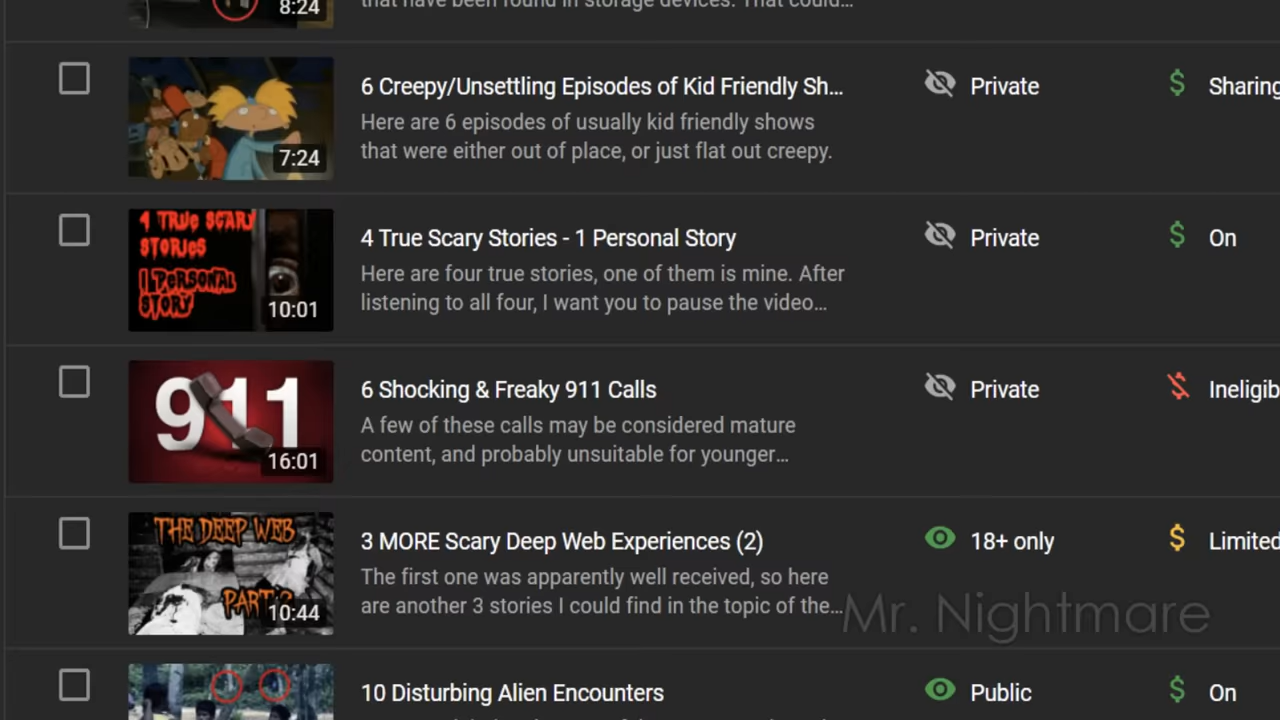 8:24
that have been found in storage devices. That could...
7:24
6 Creepy/Unsettling Episodes of Kid Friendly Sh...
Here are 6 episodes of usually kid friendly shows
that were either out of place, or just flat out creepy.
Private
Sharing
4 TRUE SCARY
STORIES
1 PERSONAL
STORY
10:01
4 True Scary Stories - 1 Personal Story
Here are four true stories, one of them is mine. After
listening to all four, I want you to pause the video...
Private
On
911
16:01
6 Shocking & Freaky 911 Calls
A few of these calls may be considered mature
content, and probably unsuitable for younger...
Private
Ineligib
THE DEEP WEB
PART 2
10:44
3 MORE Scary Deep Web Experiences (2)
The first one was apparently well received, so here
are another 3 stories I could find in the topic of the...
18+ only
Limited
Mr. Nightmare
10 Disturbing Alien Encounters
Public
On